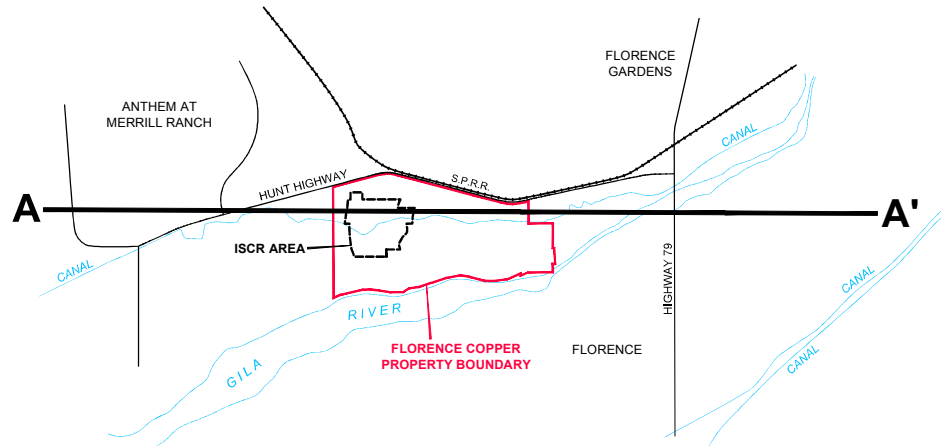 FLORENCE
GARDENS
ANTHEM AT
MERRILL RANCH
CANAL
HUNT HIGHWAY
S.P.R.R.
A
A'
ISCR AREA
CANAL
HIGHWAY 79
CANAL
RIVER
GILA
FLORENCE COPPER
PROPERTY BOUNDARY
FLORENCE
CANAL